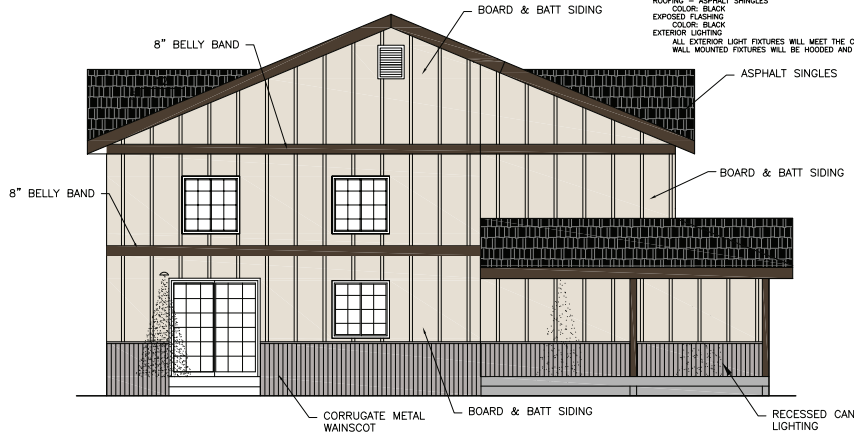 ROOFING – ASPHALT SHINGLES
COLOR: BLACK
EXPOSED FLASHING
COLOR: BLACK
EXTERIOR LIGHTING
ALL EXTERIOR LIGHT FIXTURES WILL MEET THE C
WALL MOUNTED FIXTURES WILL BE HOODED AND
BOARD & BATT SIDING
8" BELLY BAND
ASPHALT SINGLES
BOARD & BATT SIDING
8" BELLY BAND
CORRUGATE METAL
WAINSCOT
BOARD & BATT SIDING
RECESSED CAN
LIGHTING